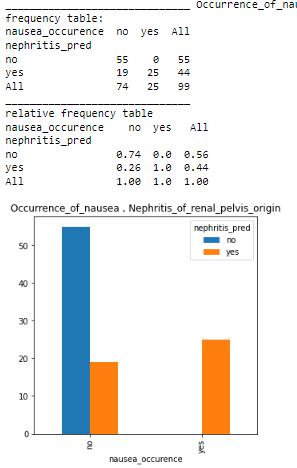 ______________________________ Occurrence_of_na
frequency table:
nausea_occurence no yes All
nephritis_pred
no 55 0 55
yes 19 25 44
All 74 25 99
______________________________
relative frequency table
nausea_occurence no yes All
nephritis_pred
no 0.74 0.0 0.56
yes 0.26 1.0 0.44
All 1.00 1.0 1.00
Occurrence_of_nausea , Nephritis_of_renal_pelvis_origin
nephritis_pred
no
yes
50
40
30
20
10
0
no
yes
nausea_occurence